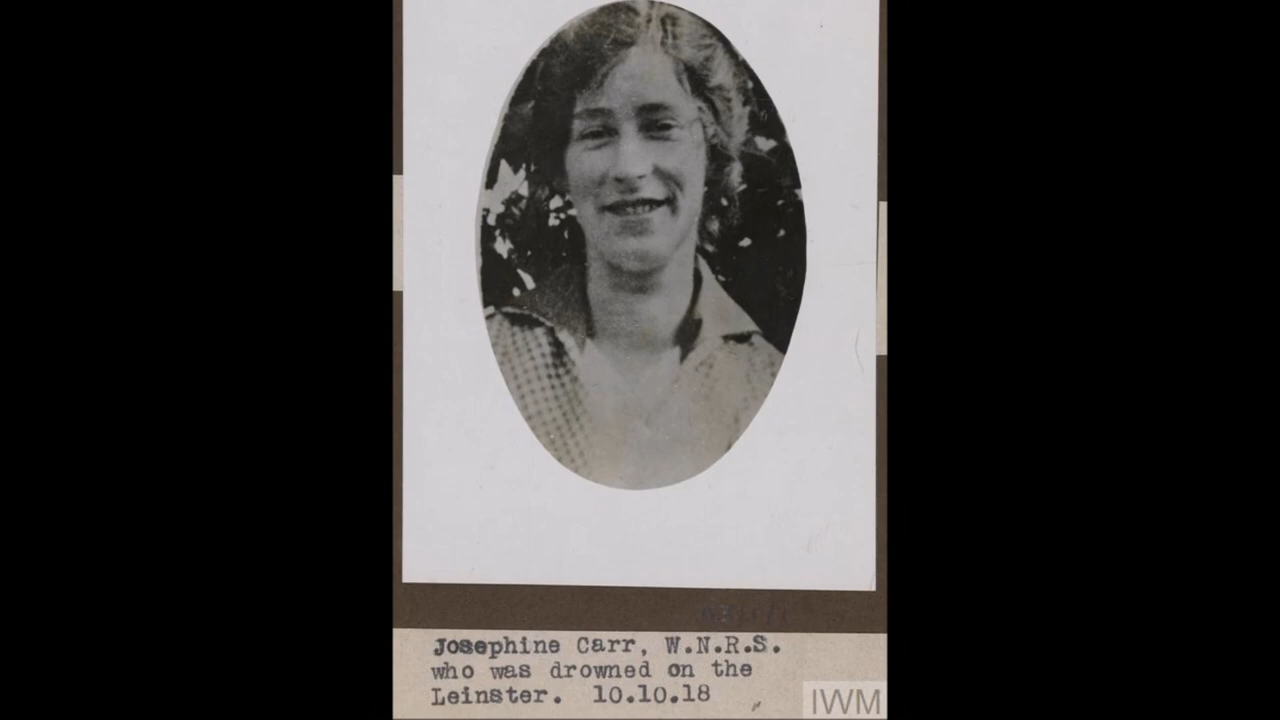 Josephine Carr, W.N.R.S.
who was drowned on the
Leinster. 10.10.18
IWM